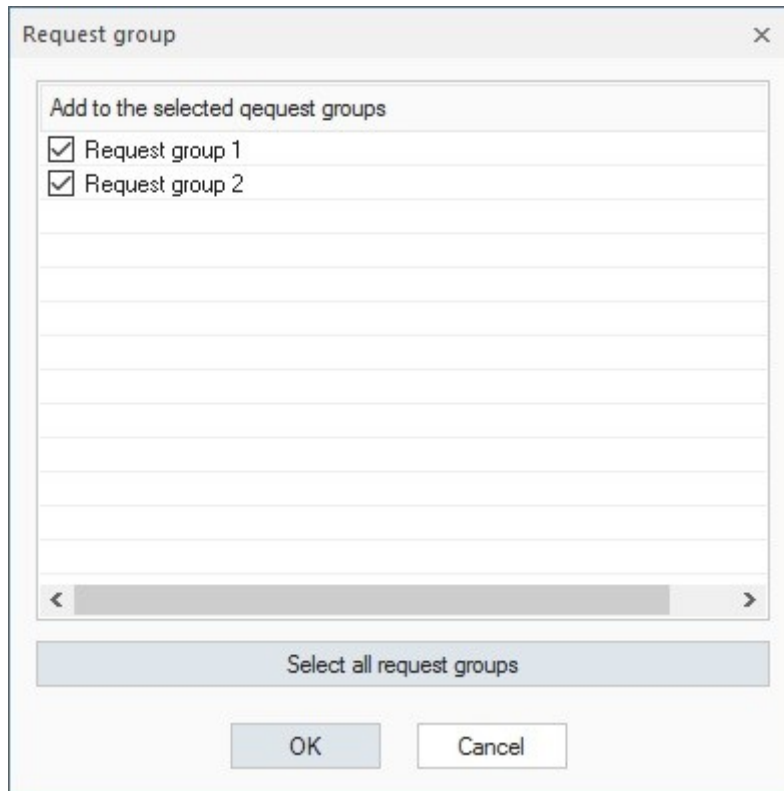 Request group
Add to the selected qequest groups
Request group 1
Request group 2
Select all request groups
OK
Cancel